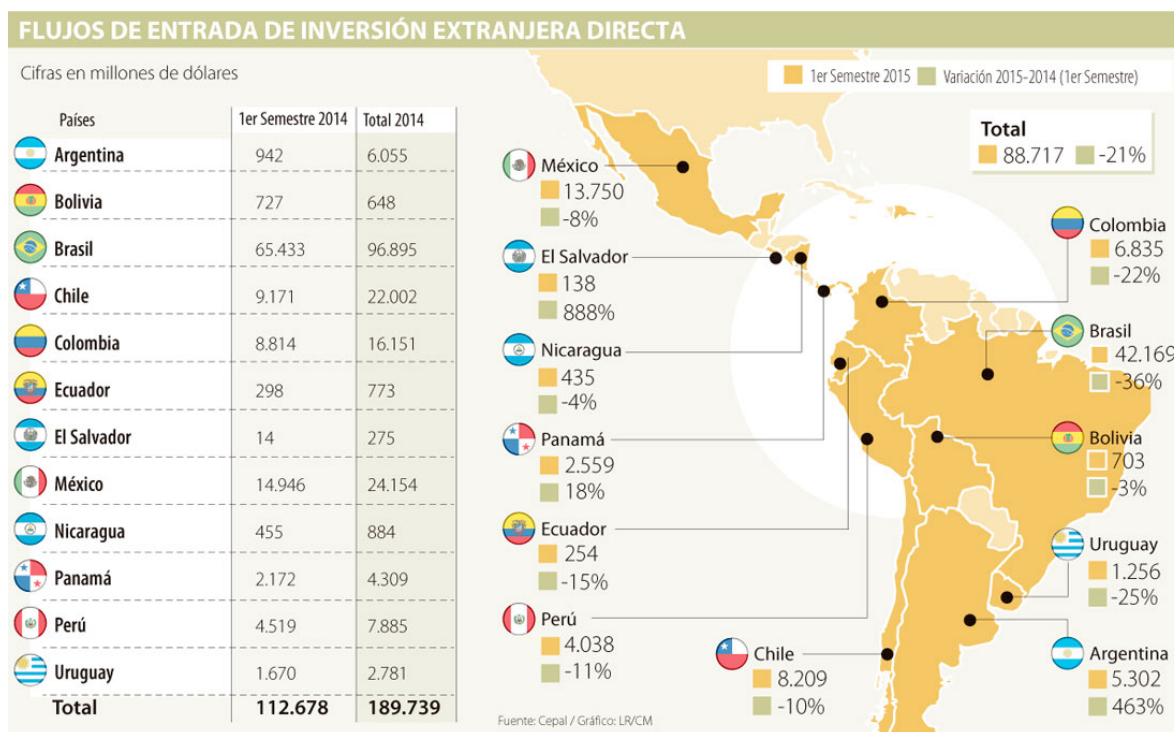 FLUJOS DE ENTRADA DE INVERSIÓN EXTRANJERA DIRECTA
Cifras en millones de dólares
Países 1er Semestre 2014 Total 2014
Argentina 942 6.055
Bolivia 727 648
Brasil 65.433 96.895
Chile 9.171 22.002
Colombia 8.814 16.151
Ecuador 298 773
El Salvador 14 275
México 14.946 24.154
Nicaragua 455 884
Panamá 2.172 4.309
Perú 4.519 7.885
Uruguay 1.670 2.781
Total 112.678 189.739
1er Semestre 2015 Variación 2015-2014 (1er Semestre)
Total
88.717 -21%
México
13.750
-8%
El Salvador
138
888%
Nicaragua
435
-4%
Panamá
2.559
18%
Ecuador
254
-15%
Perú
4.038
-11%
Chile
8.209
-10%
Colombia
6.835
-22%
Brasil
42.169
-36%
Bolivia
703
-3%
Uruguay
1.256
-25%
Argentina
5.302
463%
Fuente: Cepal / Gráfico: LR/CM